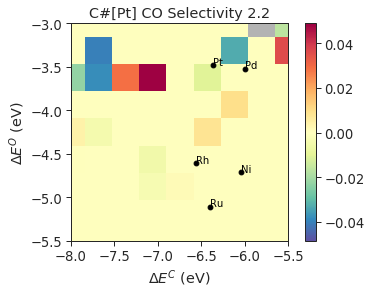 C#[Pt] CO Selectivity 2.2
−3.0
−3.5
−4.0
−4.5
−5.0
−5.5
ΔE^O (eV)
Pt
Pd
Rh
Ni
Ru
−8.0 −7.5 −7.0 −6.5 −6.0 −5.5
ΔE^C (eV)
0.04
0.02
0.00
−0.02
−0.04